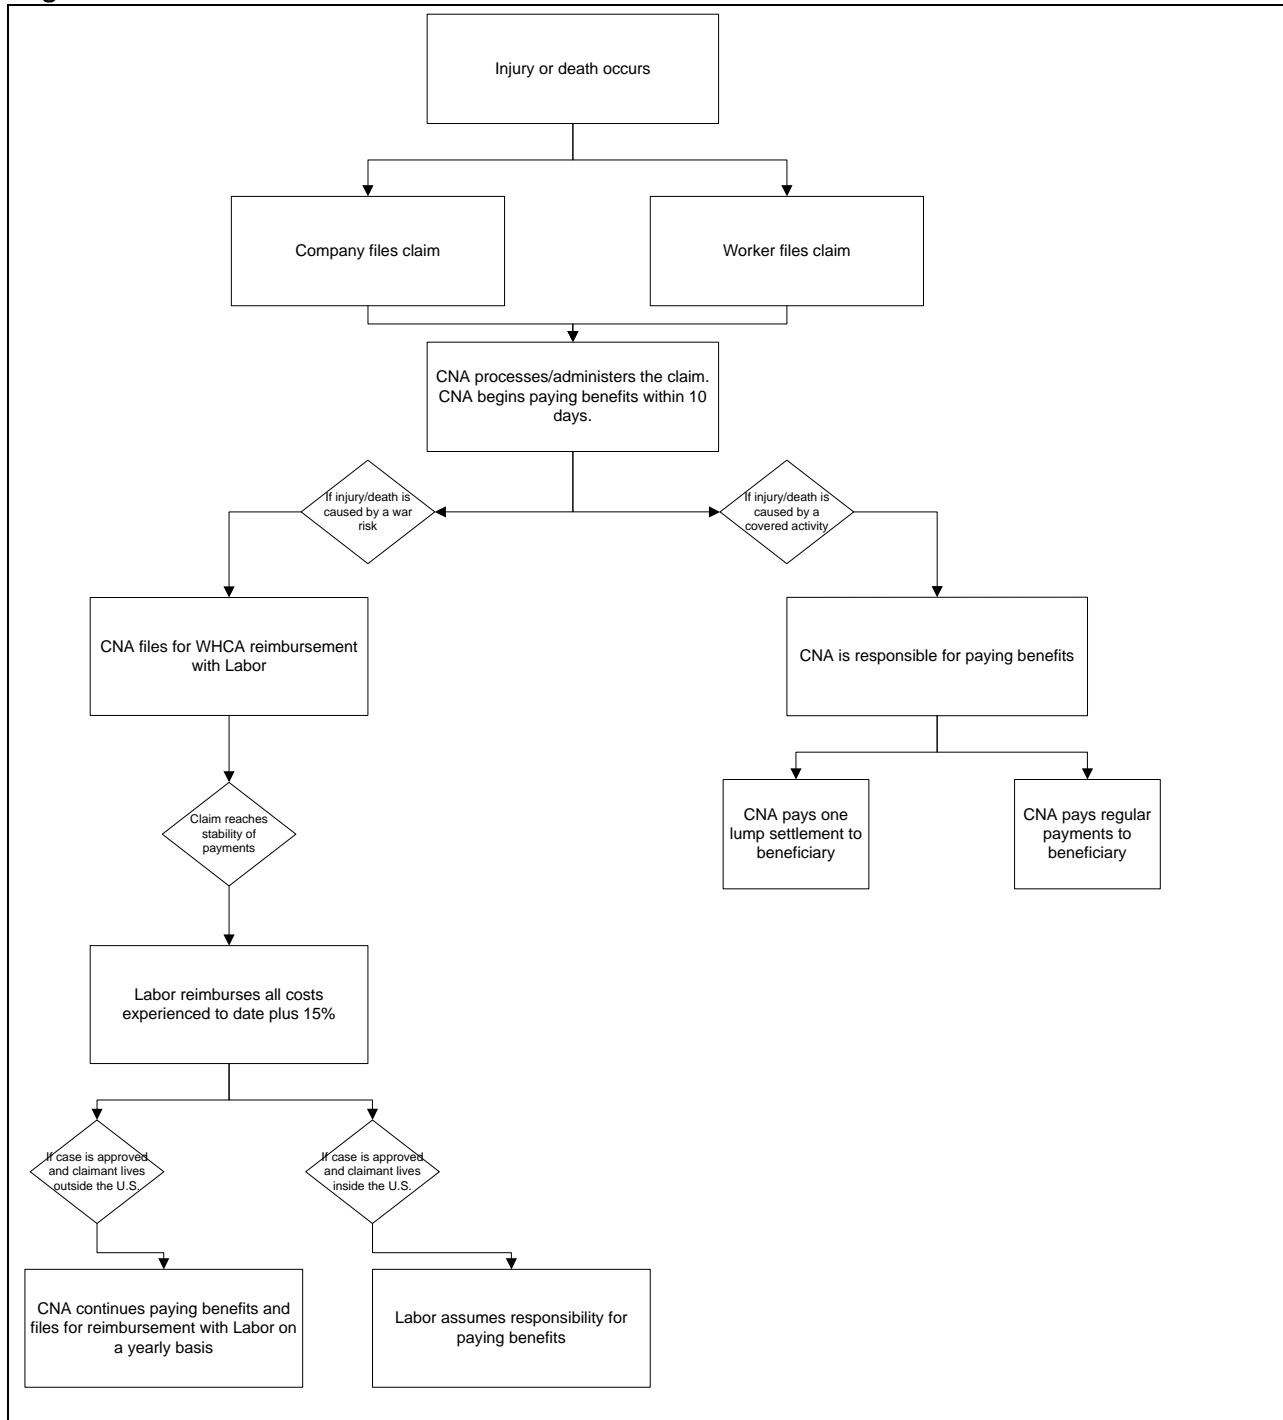 Injury or death occurs
Company files claim
Worker files claim
CNA processes/administers the claim.
CNA begins paying benefits within 10
days.
If injury/death is
caused by a war
risk
If injury/death is
caused by a
covered activity
CNA files for WHCA reimbursement
with Labor
CNA is responsible for paying benefits
Claim reaches
stability of
payments
CNA pays one
lump settlement to
beneficiary
CNA pays regular
payments to
beneficiary
Labor reimburses all costs
experienced to date plus 15%
If case is approved
and claimant lives
outside the U.S.
If case is approved
and claimant lives
inside the U.S.
CNA continues paying benefits and
files for reimbursement with Labor on
a yearly basis
Labor assumes responsibility for
paying benefits